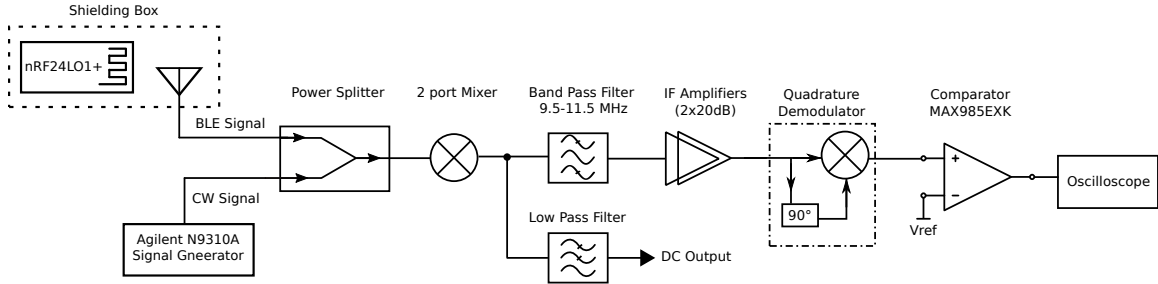 Shielding Box
nRF24LO1+
BLE Signal
CW Signal
Agilent N9310A
Signal Gneerator
Power Splitter
2 port Mixer
Band Pass Filter
9.5-11.5 MHz
Low Pass Filter
DC Output
IF Amplifiers
(2x20dB)
Quadrature
Demodulator
90°
Comparator
MAX985EXK
+
−
Vref
Oscilloscope